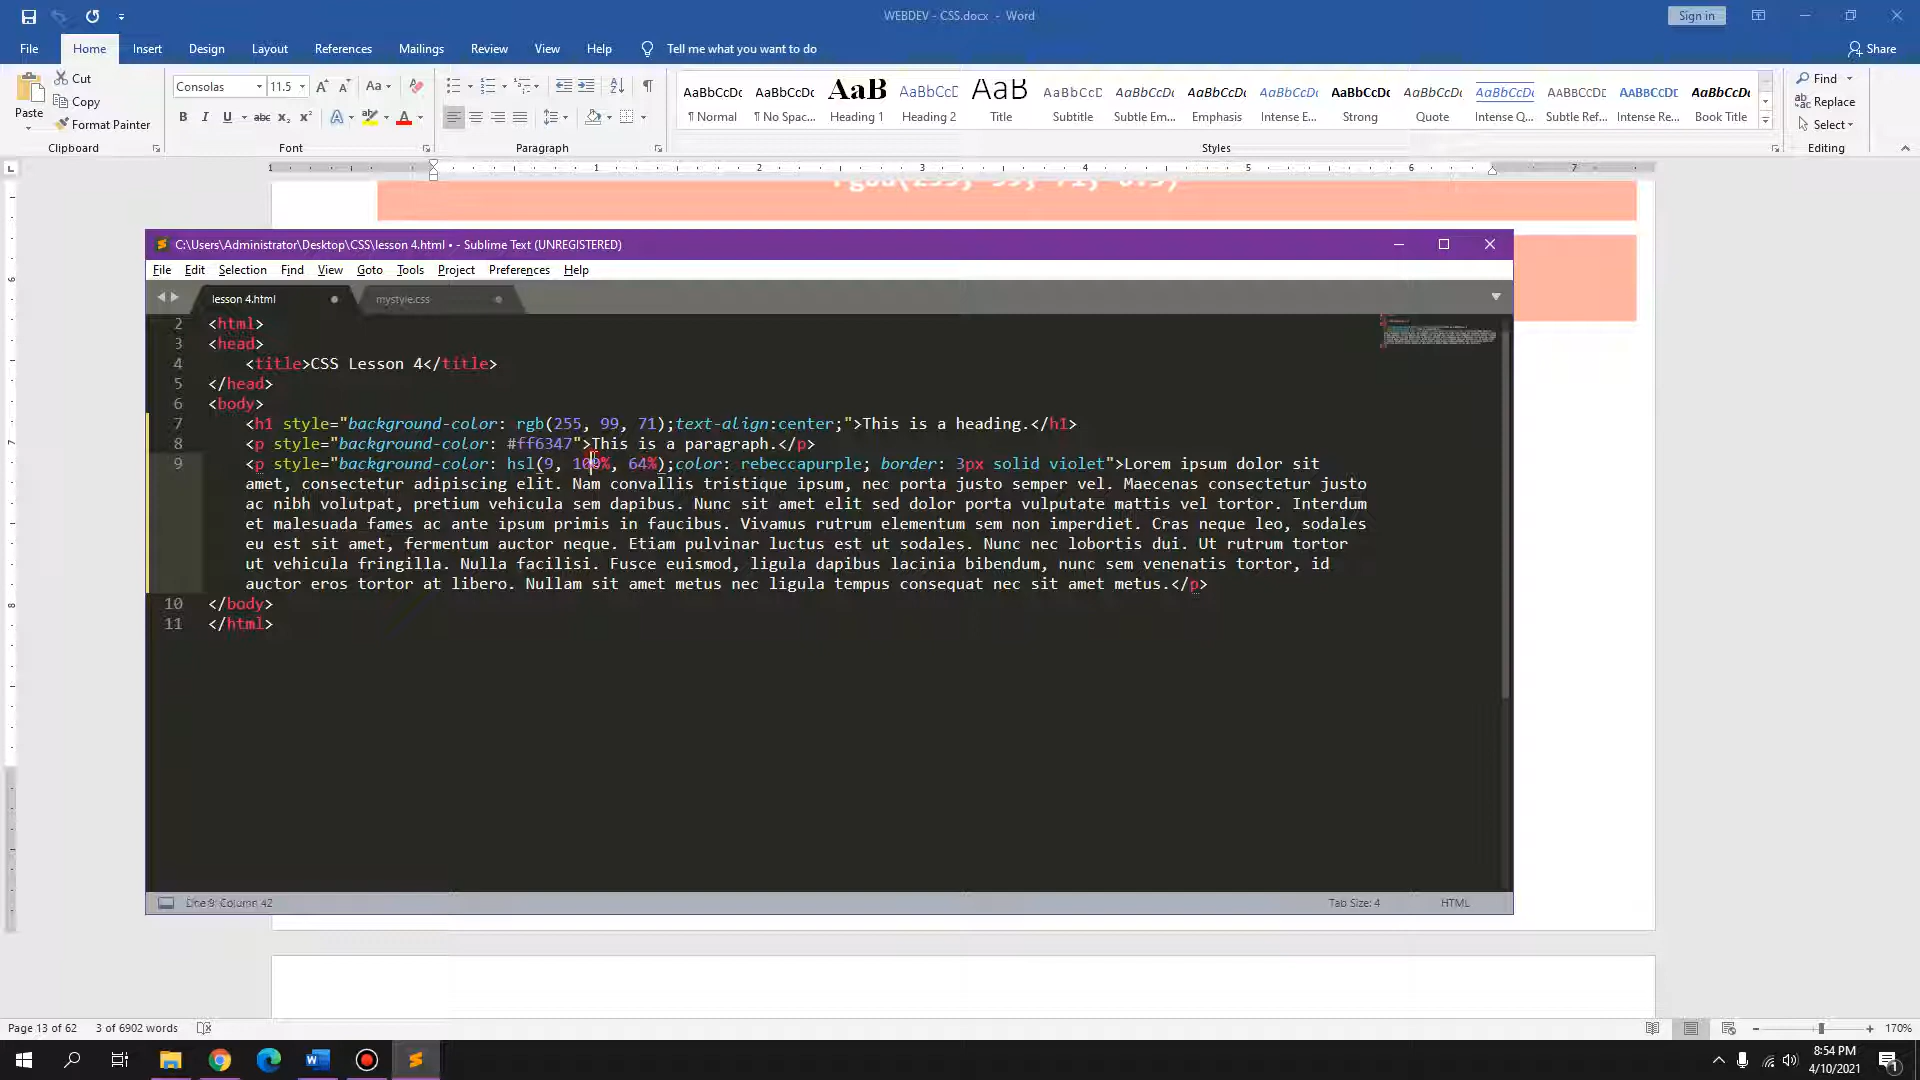 WEBDEV - CSS.docx - Word
Sign in
File Home Insert Design Layout References Mailings Review View Help Tell me what you want to do
Share
Paste
Cut
Copy
Format Painter
Clipboard
Consolas 11.5
Font
Paragraph
AaBbCcDc AaBbCcDc AaB AaBbCcD AaB AaBbCcD AaBbCcDc AaBbCcDc AaBbCcDc AaBbCcDc AaBbCcDc AaBbCcDc AABBCCDE AABBCCDE AaBbCcDc
¶ Normal ¶ No Spac... Heading 1 Heading 2 Title Subtitle Subtle Em... Emphasis Intense E... Strong Quote Intense Q... Subtle Ref... Intense Re... Book Title
Styles
Find
Replace
Select
Editing
1 1 2 3 4 5 6 7
C:\Users\Administrator\Desktop\CSS\lesson 4.html • - Sublime Text (UNREGISTERED)
File Edit Selection Find View Goto Tools Project Preferences Help
lesson 4.html
mystyle.css
2 <html>
3 <head>
4 <title>CSS Lesson 4</title>
5 </head>
6 <body>
7 <h1 style="background-color: rgb(255, 99, 71);text-align:center;">This is a heading.</h1>
8 <p style="background-color: #ff6347">This is a paragraph.</p>
9 <p style="background-color: hsl(9, 100%, 64%);color: rebeccapurple; border: 3px solid violet">Lorem ipsum dolor sit
amet, consectetur adipiscing elit. Nam convallis tristique ipsum, nec porta justo semper vel. Maecenas consectetur justo
ac nibh volutpat, pretium vehicula sem dapibus. Nunc sit amet elit sed dolor porta vulputate mattis vel tortor. Interdum
et malesuada fames ac ante ipsum primis in faucibus. Vivamus rutrum elementum sem non imperdiet. Cras neque leo, sodales
eu est sit amet, fermentum auctor neque. Etiam pulvinar luctus est ut sodales. Nunc nec lobortis dui. Ut rutrum tortor
ut vehicula fringilla. Nulla facilisi. Fusce euismod, ligula dapibus lacinia bibendum, nunc sem venenatis tortor, id
auctor eros tortor at libero. Nullam sit amet metus nec ligula tempus consequat nec sit amet metus.</p>
10 </body>
11 </html>
Line 9, Column 42
Tab Size: 4
HTML
Page 13 of 62 3 of 6902 words
170%
8:54 PM
4/10/2021